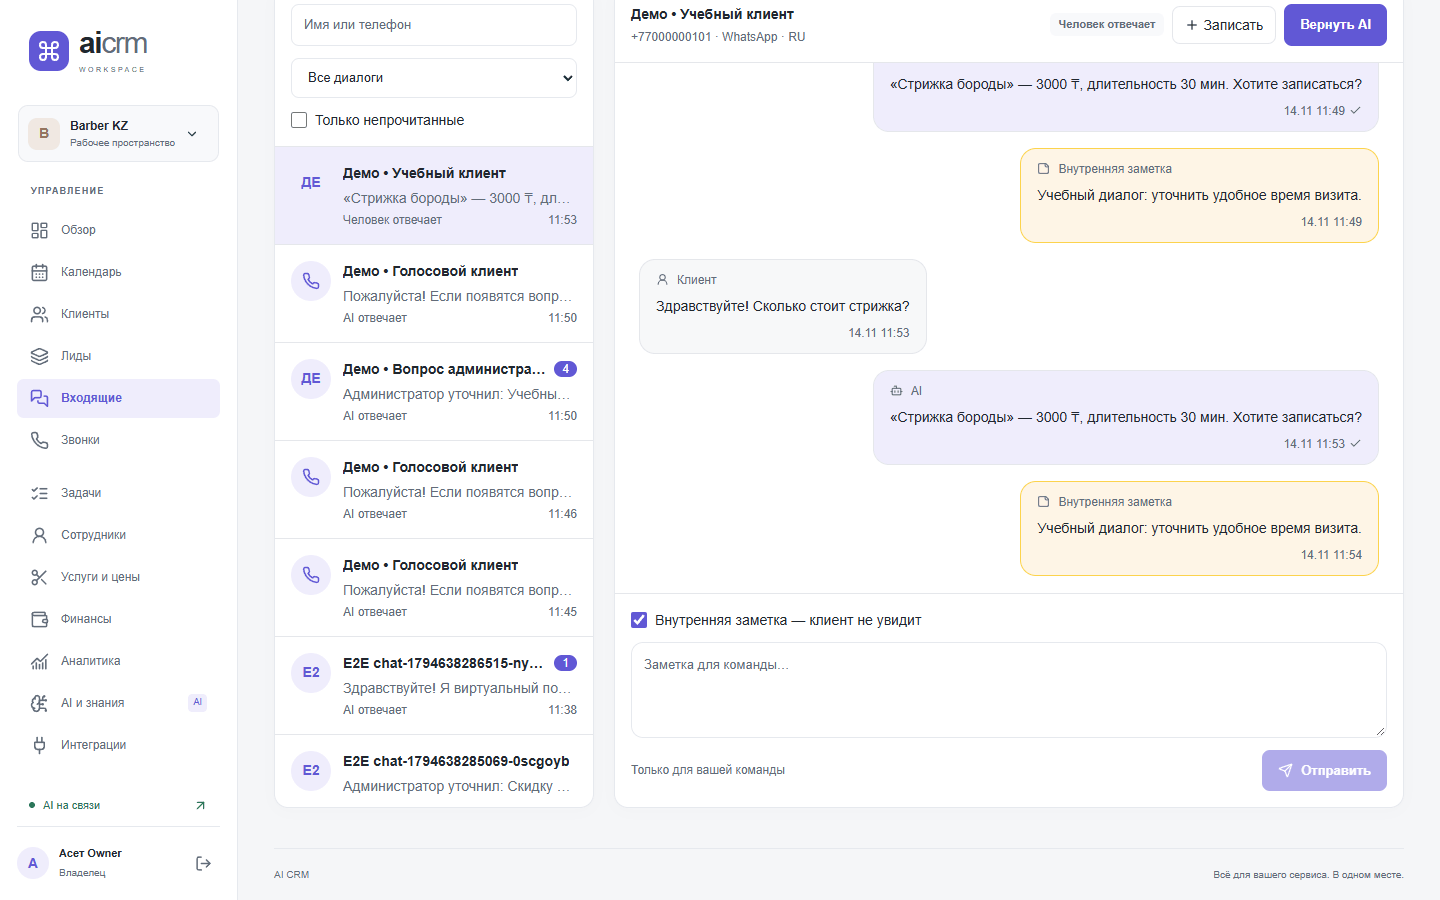 aicrm
WORKSPACE
B
Barber KZ
Рабочее пространство
УПРАВЛЕНИЕ
Обзор
Календарь
Клиенты
Лиды
Входящие
Звонки
Задачи
Сотрудники
Услуги и цены
Финансы
Аналитика
AI и знания
AI
Интеграции
AI на связи
A
Асет Owner
Владелец
Имя или телефон
Все диалоги
Только непрочитанные
ДЕ
Демо • Учебный клиент
«Стрижка бороды» — 3000 ₸, дл...
Человек отвечает
11:53
Демо • Голосовой клиент
Пожалуйста! Если появятся вопр...
AI отвечает
11:50
ДЕ
Демо • Вопрос администра...
4
Администратор уточнил: Учебны...
AI отвечает
11:50
Демо • Голосовой клиент
Пожалуйста! Если появятся вопр...
AI отвечает
11:46
Демо • Голосовой клиент
Пожалуйста! Если появятся вопр...
AI отвечает
11:45
E2
E2E chat-1794638286515-ny...
1
Здравствуйте! Я виртуальный по...
AI отвечает
11:38
E2
E2E chat-1794638285069-0scgoyb
Администратор уточнил: Скидку ...
Демо • Учебный клиент
+77000000101 · WhatsApp · RU
Человек отвечает
Записать
Вернуть AI
«Стрижка бороды» — 3000 ₸, длительность 30 мин. Хотите записаться?
14.11 11:49
Внутренняя заметка
Учебный диалог: уточнить удобное время визита.
14.11 11:49
Клиент
Здравствуйте! Сколько стоит стрижка?
14.11 11:53
AI
«Стрижка бороды» — 3000 ₸, длительность 30 мин. Хотите записаться?
14.11 11:53
Внутренняя заметка
Учебный диалог: уточнить удобное время визита.
14.11 11:54
Внутренняя заметка — клиент не увидит
Заметка для команды...
Только для вашей команды
Отправить
AI CRM
Всё для вашего сервиса. В одном месте.